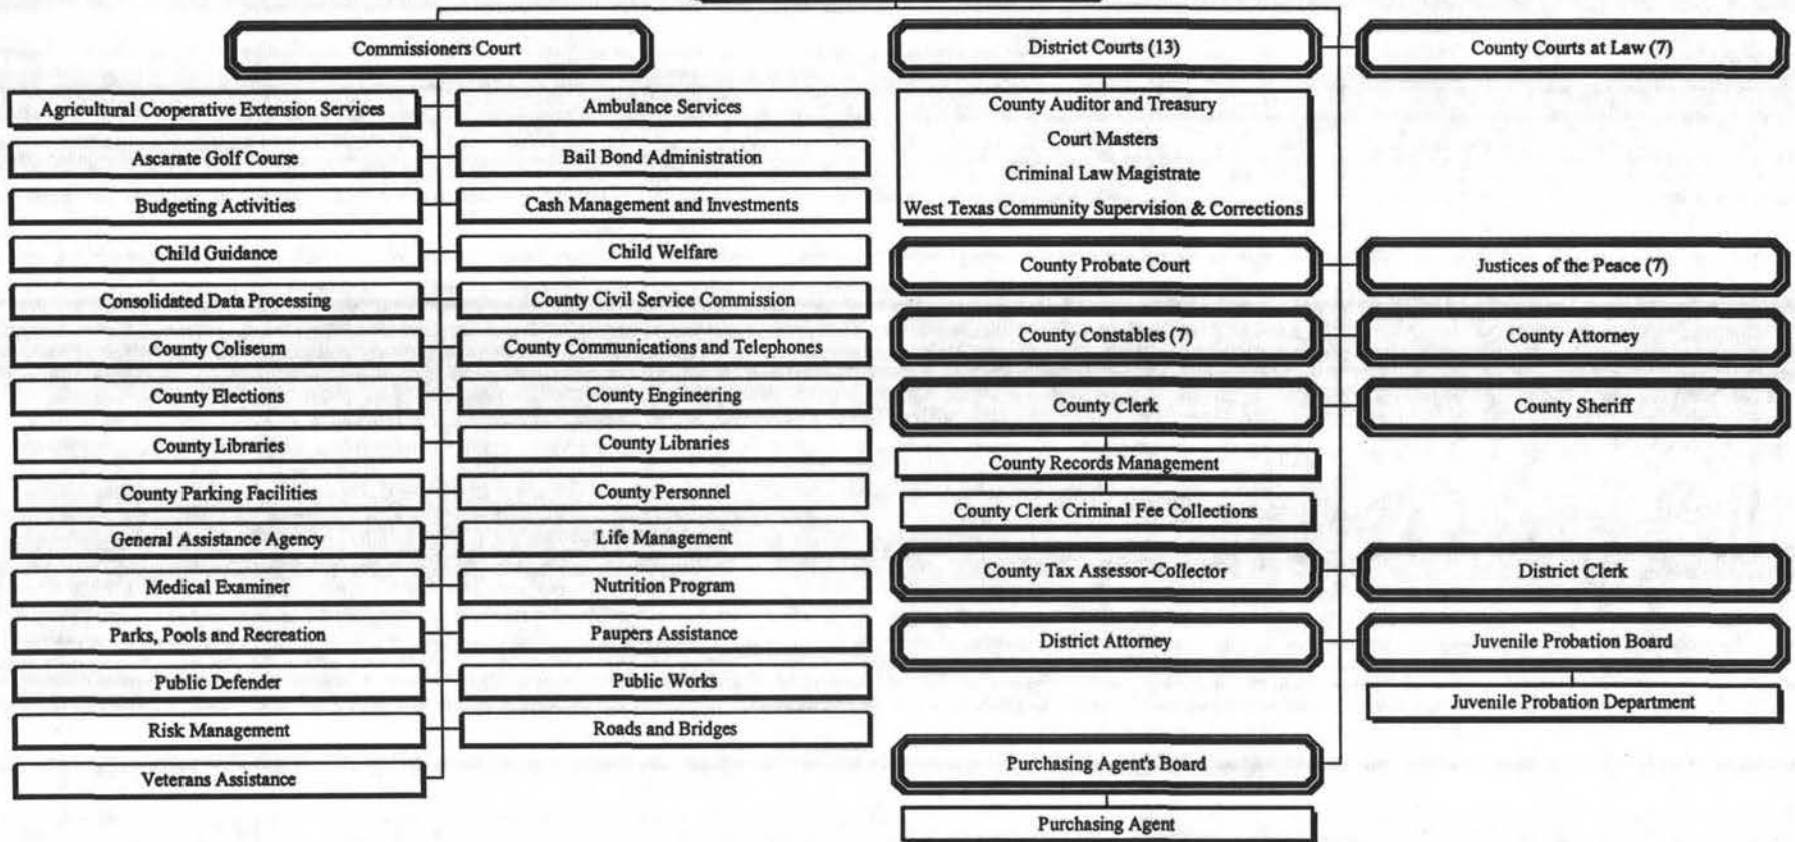 Commissioners Court
Agricultural Cooperative Extension Services
Ambulance Services
Ascarate Golf Course
Bail Bond Administration
Budgeting Activities
Cash Management and Investments
Child Guidance
Child Welfare
Consolidated Data Processing
County Civil Service Commission
County Coliseum
County Communications and Telephones
County Elections
County Engineering
County Libraries
County Libraries
County Parking Facilities
County Personnel
General Assistance Agency
Life Management
Medical Examiner
Nutrition Program
Parks, Pools and Recreation
Paupers Assistance
Public Defender
Public Works
Risk Management
Roads and Bridges
Veterans Assistance
District Courts (13)
County Courts at Law (7)
County Auditor and Treasury
Court Masters
Criminal Law Magistrate
West Texas Community Supervision & Corrections
County Probate Court
Justices of the Peace (7)
County Constables (7)
County Attorney
County Clerk
County Sheriff
County Records Management
County Clerk Criminal Fee Collections
County Tax Assessor-Collector
District Clerk
District Attorney
Juvenile Probation Board
Juvenile Probation Department
Purchasing Agent's Board
Purchasing Agent